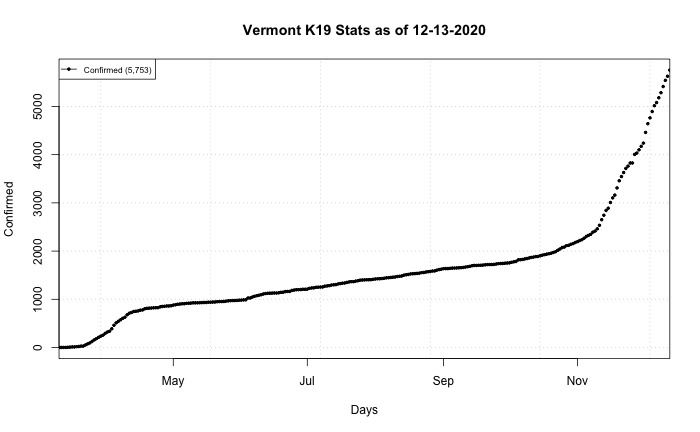 Vermont K19 Stats as of 12-13-2020
Confirmed (5,753)
5000
4000
3000
2000
1000
0
Confirmed
May Jul Sep Nov
Days